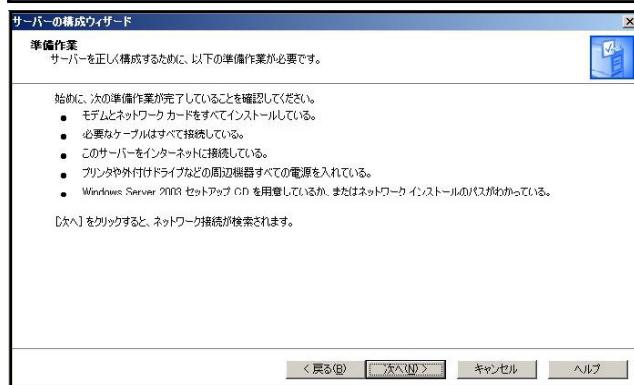 サーバーの構成ウィザード
準備作業
サーバーを正しく構成するために、以下の準備作業が必要です。
始めに、次の準備作業が完了していることを確認してください。
● モデムとネットワーク カードをすべてインストールしている。
● 必要なケーブルはすべて接続している。
● このサーバーをインターネットに接続している。
● プリンタや外付けドライブなどの周辺機器すべての電源を入れている。
● Windows Server 2003 セットアップ CD を用意しているか、またはネットワーク インストールのパスがわかっている。
[次へ] をクリックすると、ネットワーク接続が検索されます。
< 戻る(B) 次へ(N) > キャンセル ヘルプ